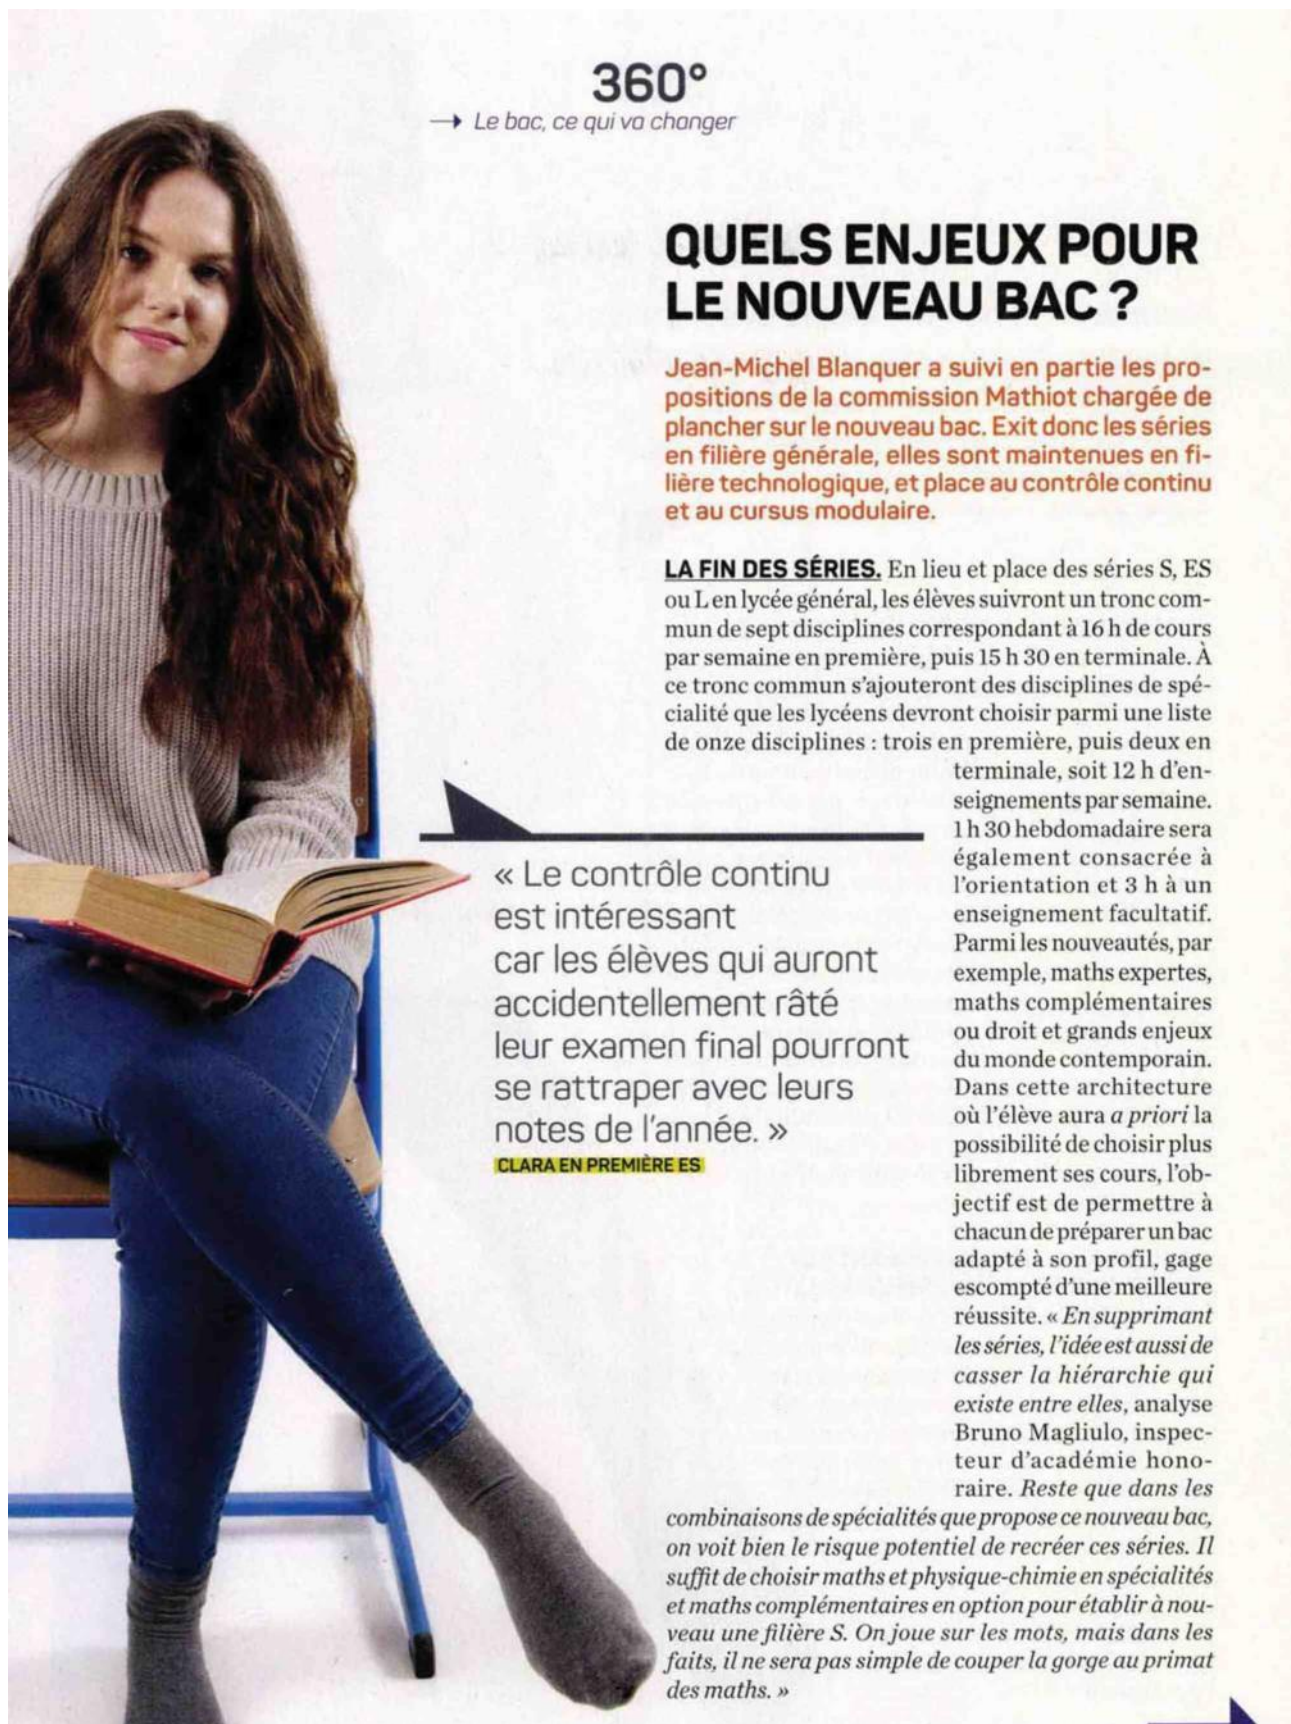 360°
→ Le bac, ce qui va changer
QUELS ENJEUX POUR
LE NOUVEAU BAC ?
Jean-Michel Blanquer a suivi en partie les pro-
positions de la commission Mathiot chargée de
plancher sur le nouveau bac. Exit donc les séries
en filière générale, elles sont maintenues en fi-
lière technologique, et place au contrôle continu
et au cursus modulaire.
LA FIN DES SÉRIES. En lieu et place des séries S, ES
ou L en lycée général, les élèves suivront un tronc com-
mun de sept disciplines correspondant à 16 h de cours
par semaine en première, puis 15 h 30 en terminale. À
ce tronc commun s'ajouteront des disciplines de spé-
cialité que les lycéens devront choisir parmi une liste
de onze disciplines : trois en première, puis deux en
terminale, soit 12 h d'en-
seignements par semaine.
1 h 30 hebdomadaire sera
également consacrée à
l'orientation et 3 h à un
enseignement facultatif.
Parmi les nouveautés, par
exemple, maths expertes,
maths complémentaires
ou droit et grands enjeux
du monde contemporain.
Dans cette architecture
où l'élève aura a priori la
possibilité de choisir plus
librement ses cours, l'ob-
jectif est de permettre à
chacun de préparer un bac
adapté à son profil, gage
escompté d'une meilleure
réussite. « En supprimant
les séries, l'idée est aussi de
casser la hiérarchie qui
existe entre elles, analyse
Bruno Magliulo, inspec-
teur d'académie hono-
raire. Reste que dans les
combinaisons de spécialités que propose ce nouveau bac,
on voit bien le risque potentiel de recréer ces séries. Il
suffit de choisir maths et physique-chimie en spécialités
et maths complémentaires en option pour établir à nou-
veau une filière S. On joue sur les mots, mais dans les
faits, il ne sera pas simple de couper la gorge au primat
des maths. »
« Le contrôle continu
est intéressant
car les élèves qui auront
accidentellement râté
leur examen final pourront
se rattraper avec leurs
notes de l'année. »
CLARA EN PREMIÈRE ES